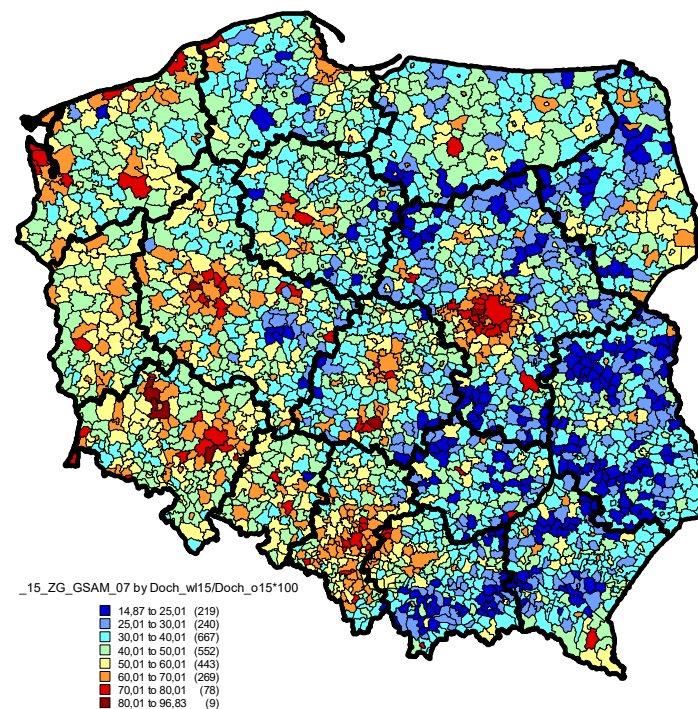 _15_ZG_GSAM_07 by Doch_wl15/Doch_o15*100
14,87 to 25,01 (219)
25,01 to 30,01 (240)
30,01 to 40,01 (667)
40,01 to 50,01 (552)
50,01 to 60,01 (443)
60,01 to 70,01 (269)
70,01 to 80,01 (78)
80,01 to 96,83 (9)